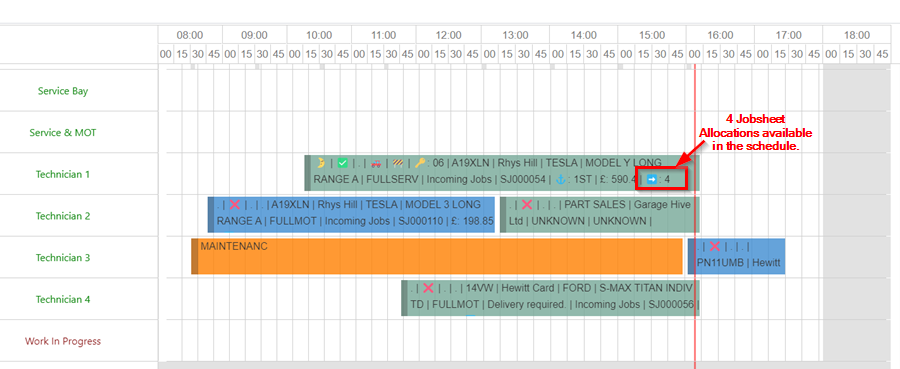 08:00 09:00 10:00 11:00 12:00 13:00 14:00 15:00 16:00 17:00 18:00
00 15 30 45 00 15 30 45 00 15 30 45 00 15 30 45 00 15 30 45 00 15 30 45 00 15 30 45 00 15 30 45 00 15 30 45 00 15 30 45 00 15 30 45
Service Bay
4 Jobsheet
Allocations available
in the schedule.
Service & MOT
Technician 1
| ✅ | . | 🚧 | 🔑: 06 | A19XLN | Rhys Hill | TESLA | MODEL Y LONG
RANGE A | FULLSERV | Incoming Jobs | SJ000054 | ⚓: 1ST | £: 590.4 | ➡: 4
Technician 2
. | ❌ | . | . | A19XLN | Rhys Hill | TESLA | MODEL 3 LONG
RANGE A | FULLMOT | Incoming Jobs | SJ000110 | £: 198.85
. | ❌ | . | . | PART SALES | Garage Hive
Ltd | UNKNOWN | UNKNOWN |
Technician 3
MAINTENANC
. | ❌ | . | . |
PN11UMB | Hewitt
Technician 4
. | ❌ | . | . | 14VW | Hewitt Card | FORD | S-MAX TITAN INDIV
TD | FULLMOT | Delivery required. | Incoming Jobs | SJ000056 |
Work In Progress